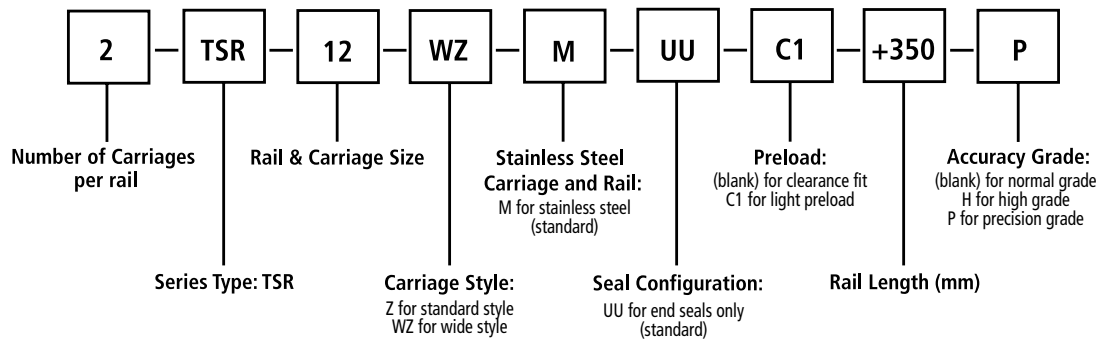 2 – TSR – 12 – WZ – M – UU – C1 – +350 – P
Number of Carriages
per rail
Rail & Carriage Size
Stainless Steel
Carriage and Rail:
M for stainless steel
(standard)
Preload:
(blank) for clearance fit
C1 for light preload
Accuracy Grade:
(blank) for normal grade
H for high grade
P for precision grade
Series Type: TSR
Carriage Style:
Z for standard style
WZ for wide style
Seal Configuration:
UU for end seals only
(standard)
Rail Length (mm)